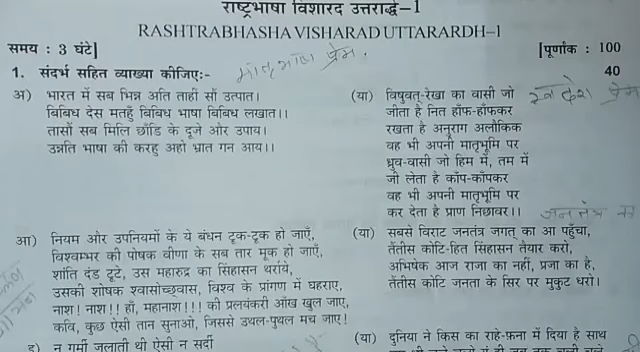 राष्ट्रभाषा विशारद उत्तरार्द्ध-1
RASHTRABHASHA VISHARAD UTTARARDH-1
समय : 3 घंटे] [पूर्णांक : 100
1. संदर्भ सहित व्याख्या कीजिए:- मातृभाषा प्रेम. 40
अ) भारत में सब भिन्न अति ताहीं सों उत्पात।
बिबिध देस मतहुँ बिबिध भाषा बिबिध लखात।।
तासों सब मिलि छाँडि के दूजे और उपाय।
उन्नति भाषा की करहु अहो भ्रात गन आय।।
(या) विषुवत्-रेखा का वासी जो स्वदेश प्रेम
जीता है नित हाँफ-हाँफकर
रखता है अनुराग अलौकिक
वह भी अपनी मातृभूमि पर
ध्रुव-वासी जो हिम में, तम में
जी लेता है काँप-काँपकर
वह भी अपनी मातृभूमि पर
कर देता है प्राण निछावर।। जनतंत्र का
आ) नियम और उपनियमों के ये बंधन टूक-टूक हो जाएँ,
विश्वम्भर की पोषक वीणा के सब तार मूक हो जाएँ,
शांति दंड टूटे, उस महारुद्र का सिंहासन थर्राये,
उसकी शोषक श्वासोच्छ्वास, विश्व के प्रांगण में घहराए,
नाश! नाश!! हाँ, महानाश!!! की प्रलयंकरी आँख खुल जाए,
कवि, कुछ ऐसी तान सुनाओ, जिससे उथल-पुथल मच जाए!
(या) सबसे विराट जनतंत्र जगत् का आ पहुंचा,
तैंतीस कोटि-हित सिंहासन तैयार करो,
अभिषेक आज राजा का नहीं, प्रजा का है,
तैंतीस कोटि जनता के सिर पर मुकुट धरो।
इ) न गर्मी जलाती थी ऐसी न सर्दी
(या) दुनिया ने किस का राहे-फ़ना में दिया है साथ